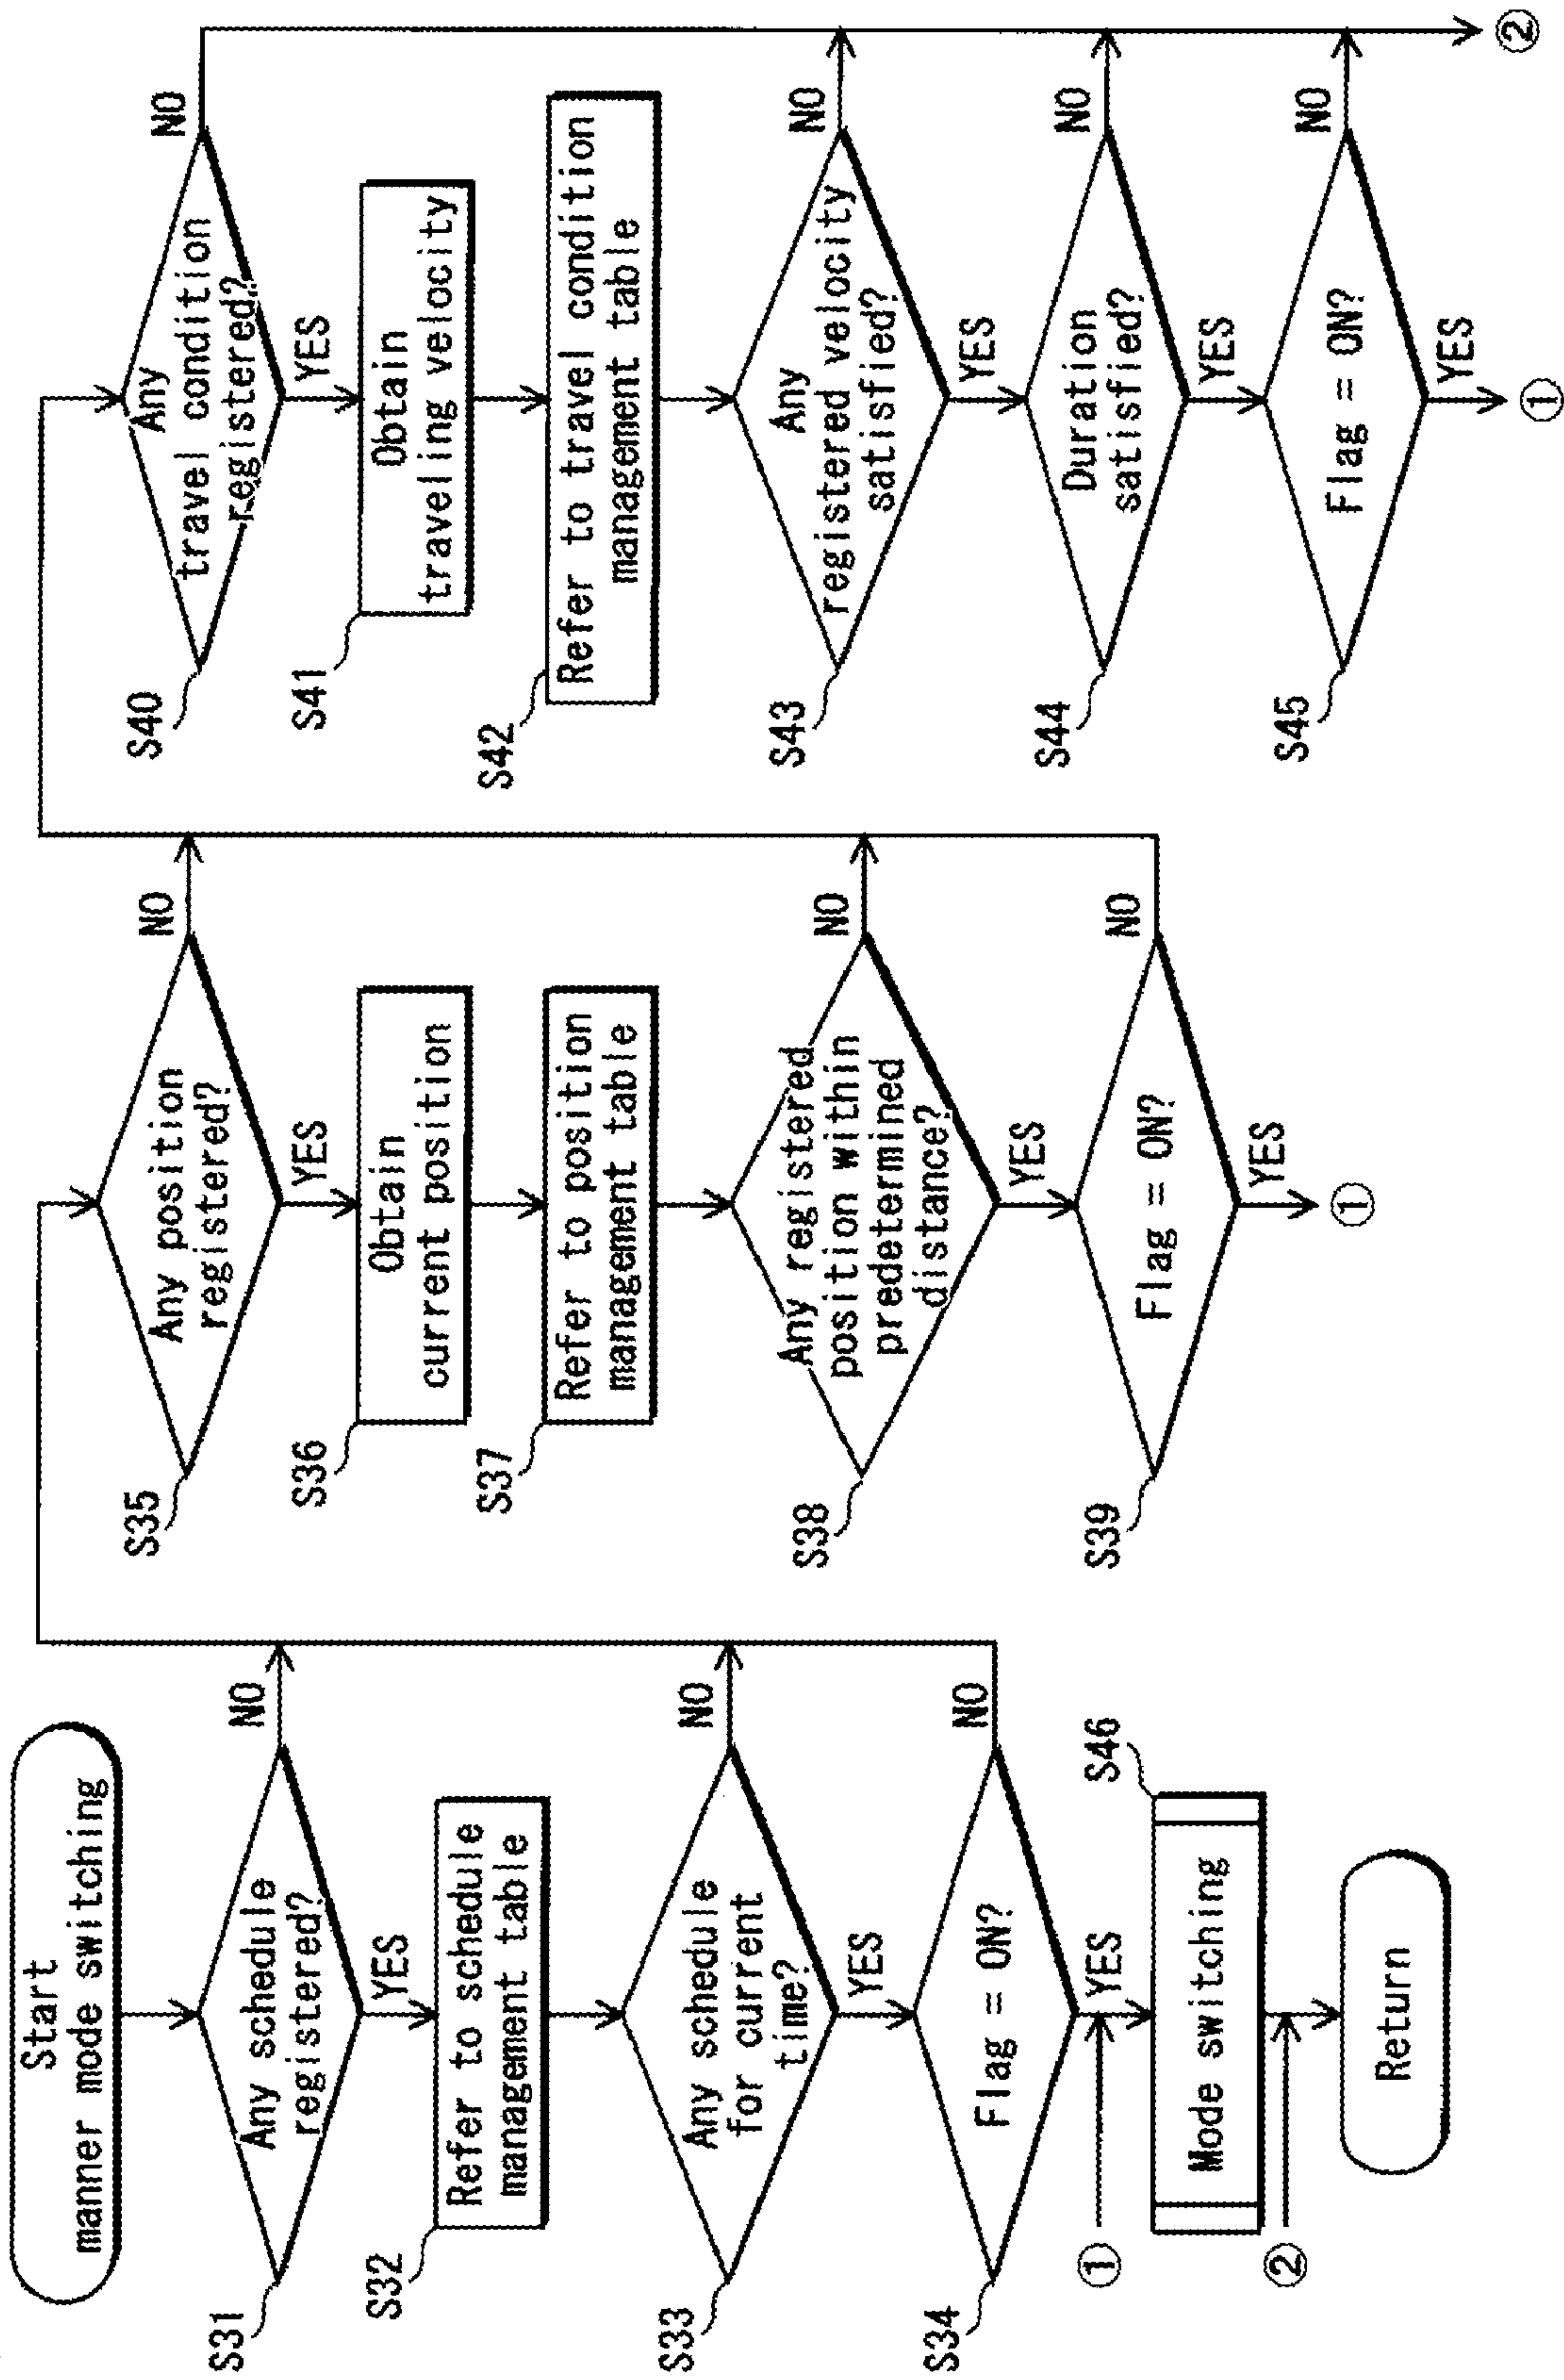 Start
manner mode switching
S31
Any schedule
registered?
NO
YES
S32
Refer to schedule
management table
S33
Any schedule
for current
time?
NO
YES
S34
Flag = ON?
NO
YES
①
S46
Mode switching
②
Return
S35
Any position
registered?
NO
YES
S36
Obtain
current position
S37
Refer to position
management table
S38
Any registered
position within
predetermined
distance?
NO
YES
S39
Flag = ON?
NO
YES
①
S40
Any
travel condition
registered?
NO
YES
S41
Obtain
traveling velocity
S42
Refer to travel condition
management table
S43
Any
registered velocity
satisfied?
NO
YES
S44
Duration
satisfied?
NO
YES
S45
Flag = ON?
NO
YES
①
②